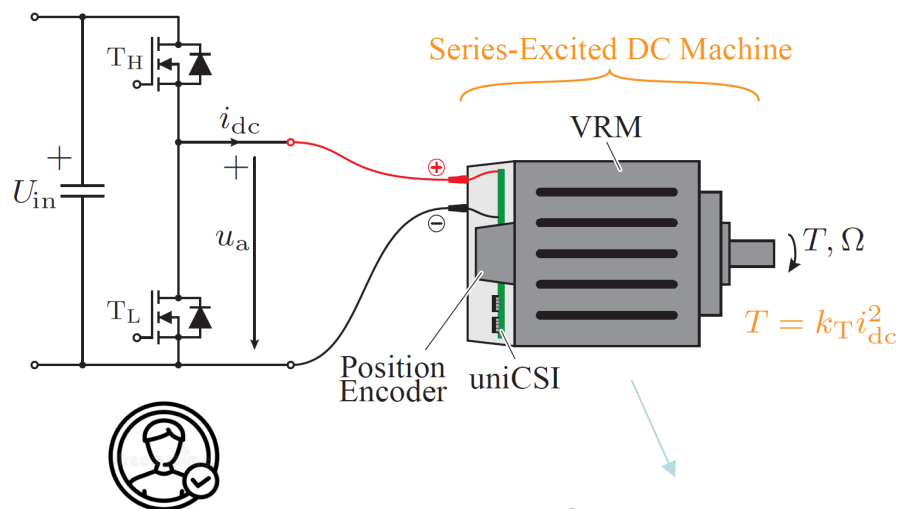 Series-Excited DC Machine
T_H
i_dc
VRM
+
+
U_in
u_a
⊕
⊖
T, Ω
T_L
T = k_T i_dc^2
Position
Encoder
uniCSI